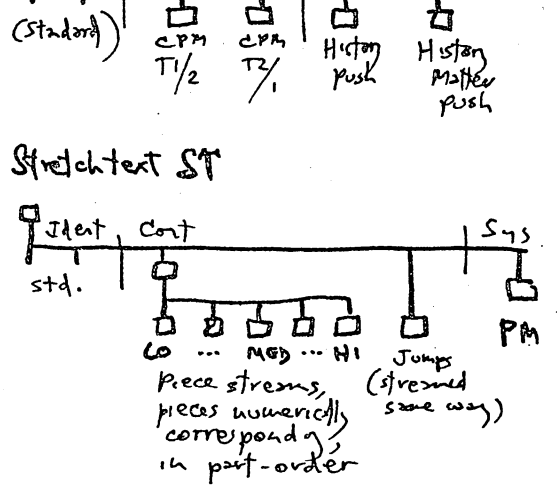 (Standard)
CPM CPM History History
T1/2 T2/1 push Matter
push
Stretchtext ST
Ident Cont Sys
std.
LO ... MED ... HI Jumps PM
piece streams, (streamed
pieces numerically same way)
corresponding,
in part-order